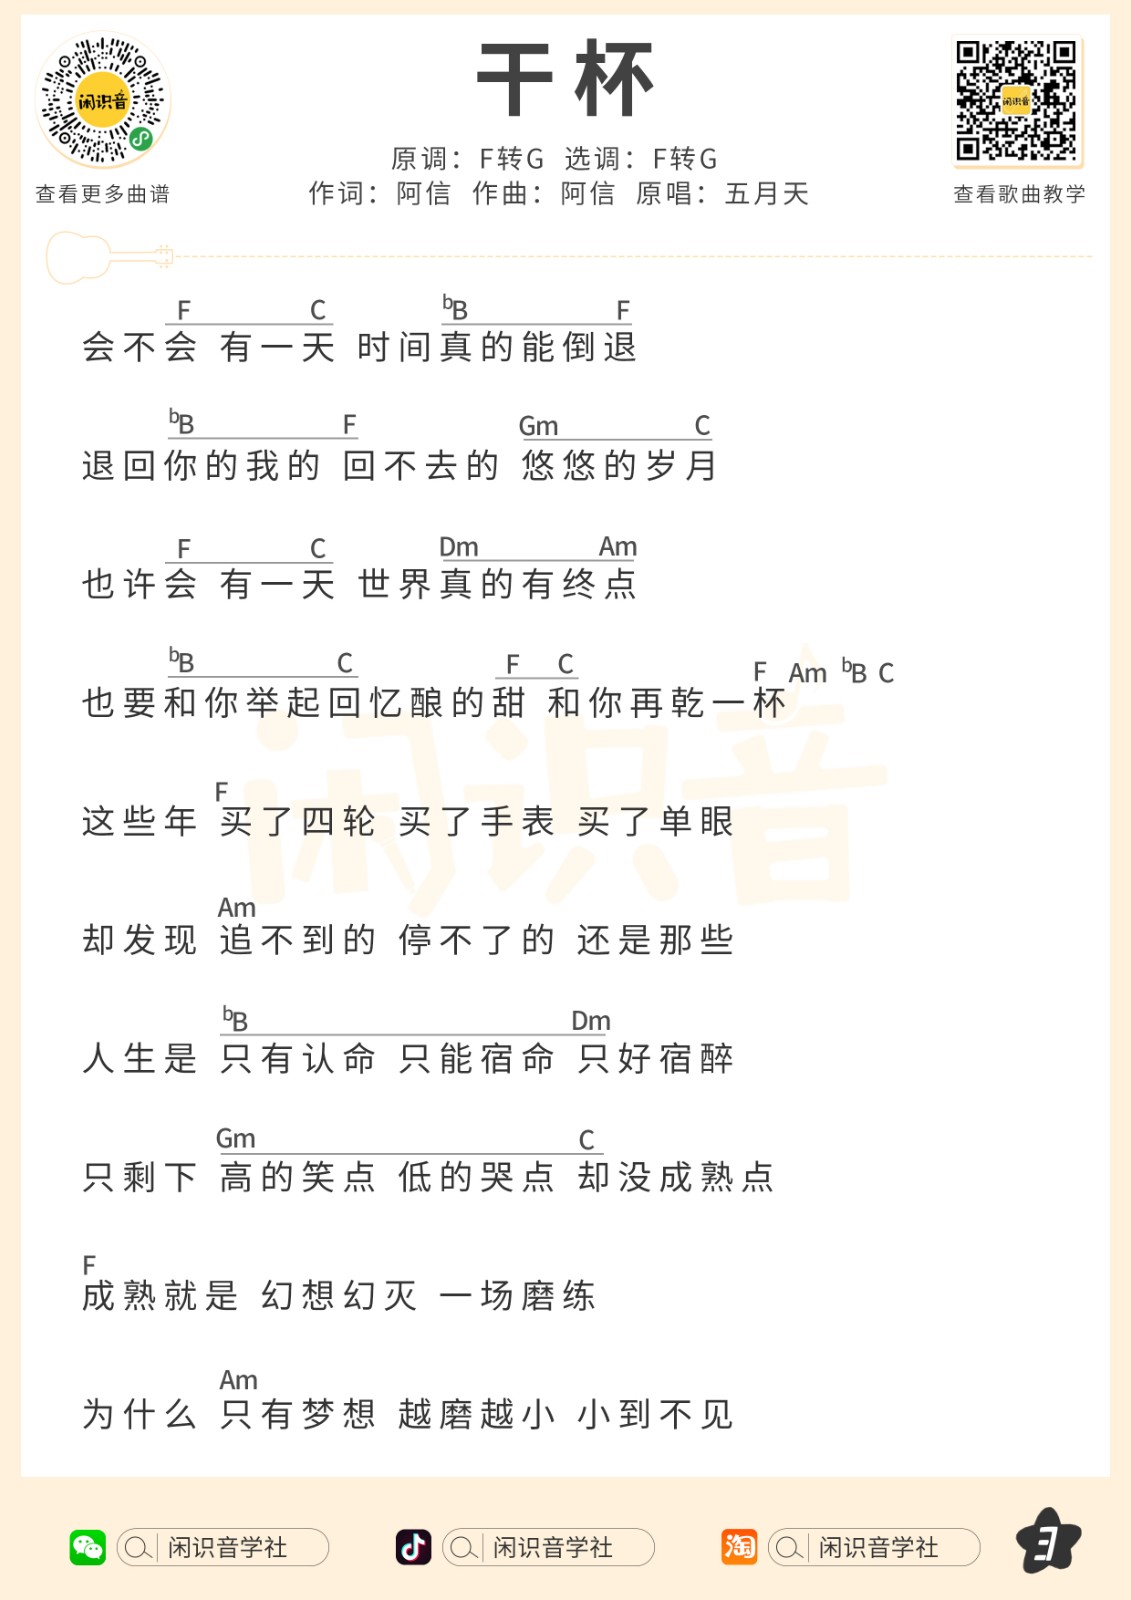 干杯
原调：F转G 选调：F转G
作词：阿信 作曲：阿信 原唱：五月天
闲识音
查看更多曲谱
闲识音
查看歌曲教学
F C bB F
会不会 有一天 时间真的能倒退
bB F Gm C
退回你的我的 回不去的 悠悠的岁月
F C Dm Am
也许会 有一天 世界真的有终点
bB C F C F Am bB C
也要和你举起回忆酿的甜 和你再乾一杯
闲识音
F
这些年 买了四轮 买了手表 买了单眼
Am
却发现 追不到的 停不了的 还是那些
bB Dm
人生是 只有认命 只能宿命 只好宿醉
Gm C
只剩下 高的笑点 低的哭点 却没成熟点
F
成熟就是 幻想幻灭 一场磨练
Am
为什么 只有梦想 越磨越小 小到不见
闲识音学社 闲识音学社 淘 闲识音学社 3